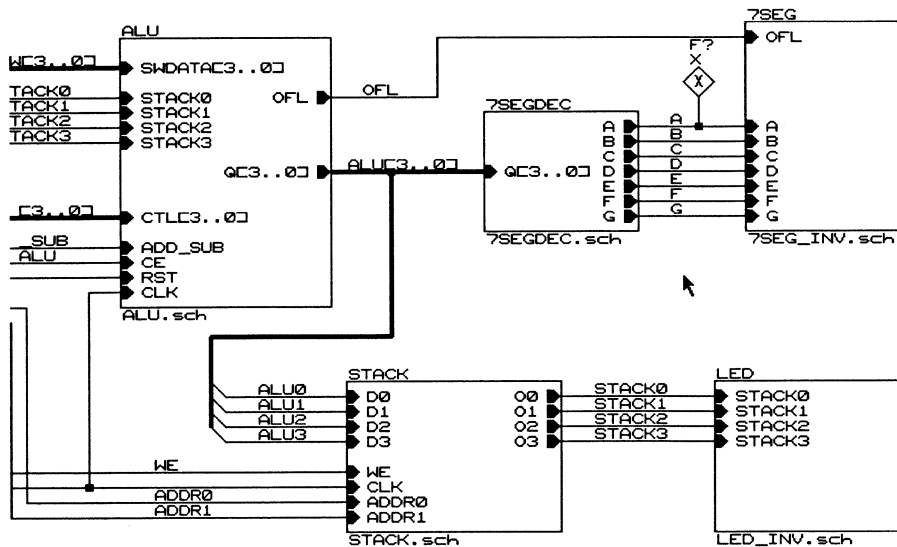 ALU
7SEG
WE[3..0]
SWDATA[3..0]
F?
OFL
TACK0
STACK0
OFL
OFL
TACK1
STACK1
TACK2
STACK2
TACK3
STACK3
7SEGDEC
A
A
A
B
B
B
Q[3..0]
ALU[3..0]
Q[3..0]
C
C
C
D
D
D
E
E
E
[3..0]
CTL[3..0]
F
F
F
G
G
G
_SUB
ADD_SUB
7SEGDEC.sch
7SEG_INV.sch
ALU
CE
RST
CLK
ALU.sch
STACK
LED
ALU0
D0
O0
STACK0
STACK0
ALU1
D1
O1
STACK1
STACK1
ALU2
D2
O2
STACK2
STACK2
ALU3
D3
O3
STACK3
STACK3
WE
WE
CLK
ADDR0
ADDR0
ADDR1
ADDR1
STACK.sch
LED_INV.sch